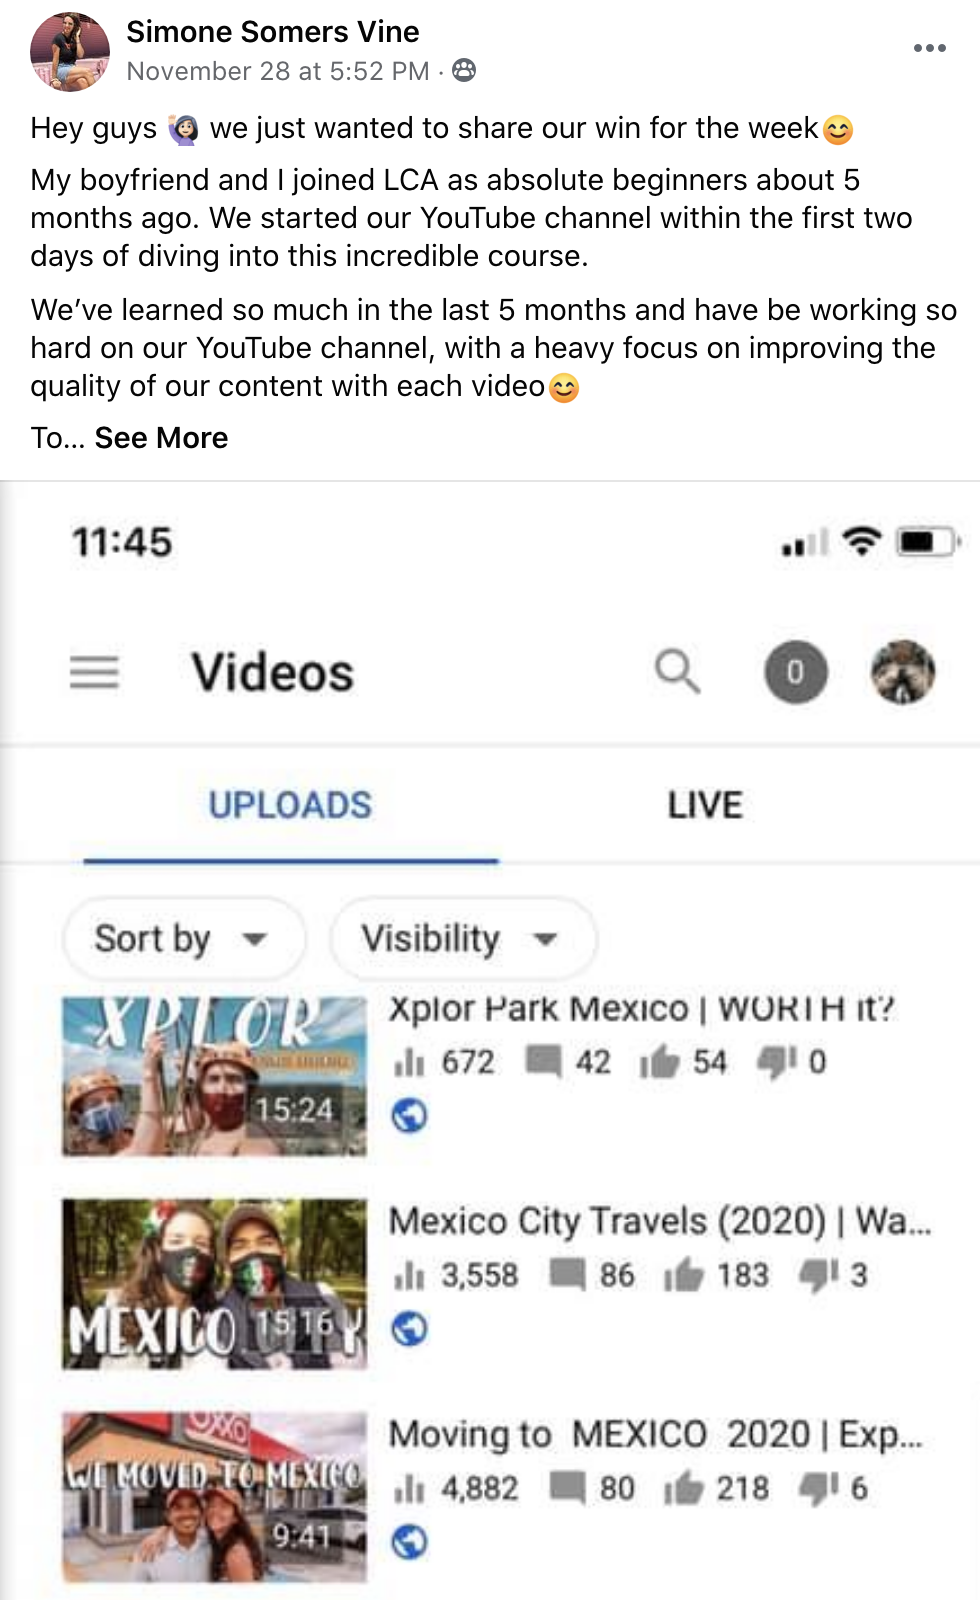 Simone Somers Vine
November 28 at 5:52 PM ·
Hey guys 🙋🏻‍♀️ we just wanted to share our win for the week😊
My boyfriend and I joined LCA as absolute beginners about 5
months ago. We started our YouTube channel within the first two
days of diving into this incredible course.
We’ve learned so much in the last 5 months and have be working so
hard on our YouTube channel, with a heavy focus on improving the
quality of our content with each video😊
To... See More
11:45
Videos
0
UPLOADS
LIVE
Sort by
Visibility
XPLOR
15:24
Xplor Park Mexico | WORTH it?
672 42 54 0
MEXICO CITY
15:16
Mexico City Travels (2020) | Wa...
3,558 86 183 3
OXXO
WE MOVED TO MEXICO
9:41
Moving to MEXICO 2020 | Exp...
4,882 80 218 6